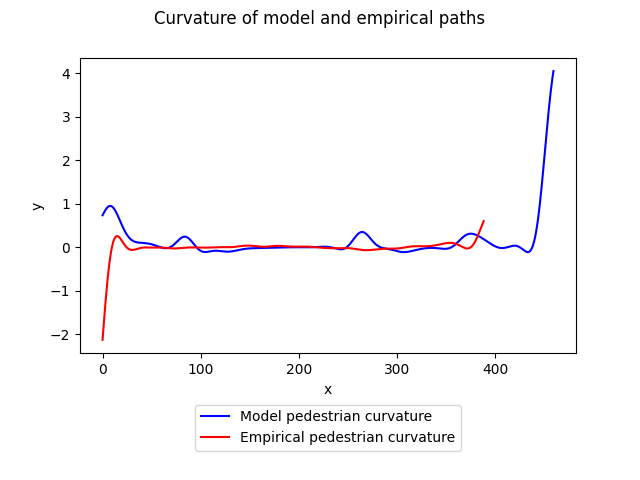 Curvature of model and empirical paths
4
3
2
1
0
−1
−2
y
0 100 200 300 400
x
Model pedestrian curvature
Empirical pedestrian curvature